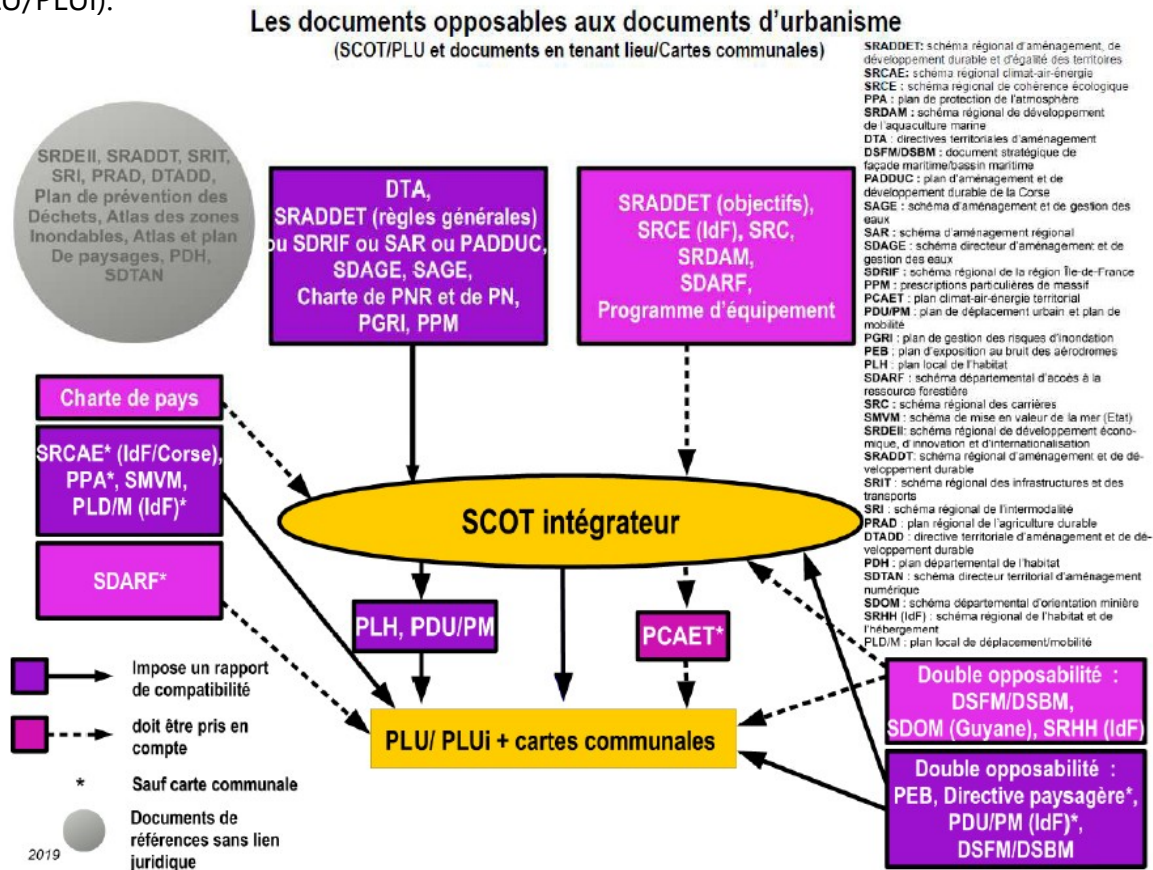 U/PLUI).
Les documents opposables aux documents d'urbanisme
(SCOT/PLU et documents en tenant lieu/Cartes communales)
SRADDET: schéma régional d'aménagement, de
développement durable et d'égalité des territoires
SRCAE: schéma régional climat-air-énergie
SRCE : schéma régional de cohérence écologique
PPA : plan de protection de l'atmosphère
SRDAM : schéma régional de développement
de l'aquaculture marine
DTA : directives territoriales d'aménagement
DSFM/DSBM : document stratégique de
façade maritime/bassin maritime
PADDUC : plan d'aménagement et de
développement durable de la Corse
SAGE : schéma d'aménagement et de gestion des
eaux
SAR : schéma d'aménagement régional
SDAGE : schéma directeur d'aménagement et de
gestion des eaux
SDRIF : schéma régional de la région Île-de-France
PPM : prescriptions particulières de massif
PCAET : plan climat-air-énergie territorial
PDU/PM : plan de déplacement urbain et plan de
mobilité
PGRI : plan de gestion des risques d'inondation
PEB : plan d'exposition au bruit des aérodromes
PLH : plan local de l'habitat
SDARF : schéma départemental d'accès à la
ressource forestière
SRC : schéma régional des carrières
SMVM : schéma de mise en valeur de la mer (Etat)
SRDEII: schéma régional de développement écono-
mique, d'innovation et d'internationalisation
SRADDT: schéma régional d'aménagement et de dé-
veloppement durable
SRIT : schéma régional des infrastructures et des
transports
SRI : schéma régional de l'intermodalité
PRAD : plan régional de l'agriculture durable
DTADD : directive territoriale d'aménagement et de dé-
veloppement durable
PDH : plan départemental de l'habitat
SDTAN : schéma directeur territorial d'aménagement
numérique
SDOM : schéma départemental d'orientation minière
SRHH (IdF) : schéma régional de l'habitat et de
l'hébergement
PLD/M : plan local de déplacement/mobilité
SRDEII, SRADDT, SRIT,
SRI, PRAD, DTADD,
Plan de prévention des
Déchets, Atlas des zones
Inondables, Atlas et plan
De paysages, PDH,
SDTAN
DTA,
SRADDET (règles générales)
ou SDRIF ou SAR ou PADDUC,
SDAGE, SAGE,
Charte de PNR et de PN,
PGRI, PPM
SRADDET (objectifs),
SRCE (IdF), SRC,
SRDAM,
SDARF,
Programme d'équipement
Charte de pays
SRCAE* (IdF/Corse),
PPA*, SMVM,
PLD/M (IdF)*
SDARF*
SCOT intégrateur
PLH, PDU/PM
PCAET*
PLU/ PLUi + cartes communales
Double opposabilité :
DSFM/DSBM,
SDOM (Guyane), SRHH (IdF)
Double opposabilité :
PEB, Directive paysagère*,
PDU/PM (IdF)*,
DSFM/DSBM
Impose un rapport
de compatibilité
doit être pris en
compte
* Sauf carte communale
Documents de
références sans lien
juridique
2019